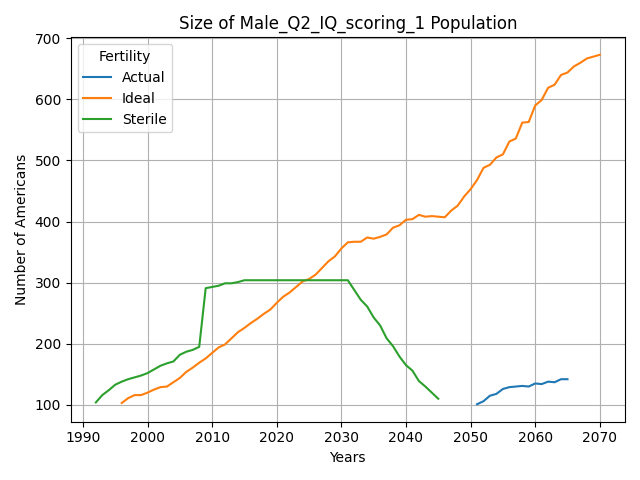 Size of Male_Q2_IQ_scoring_1 Population
Number of Americans
700
600
500
400
300
200
100
Fertility
Actual
Ideal
Sterile
1990 2000 2010 2020 2030 2040 2050 2060 2070
Years